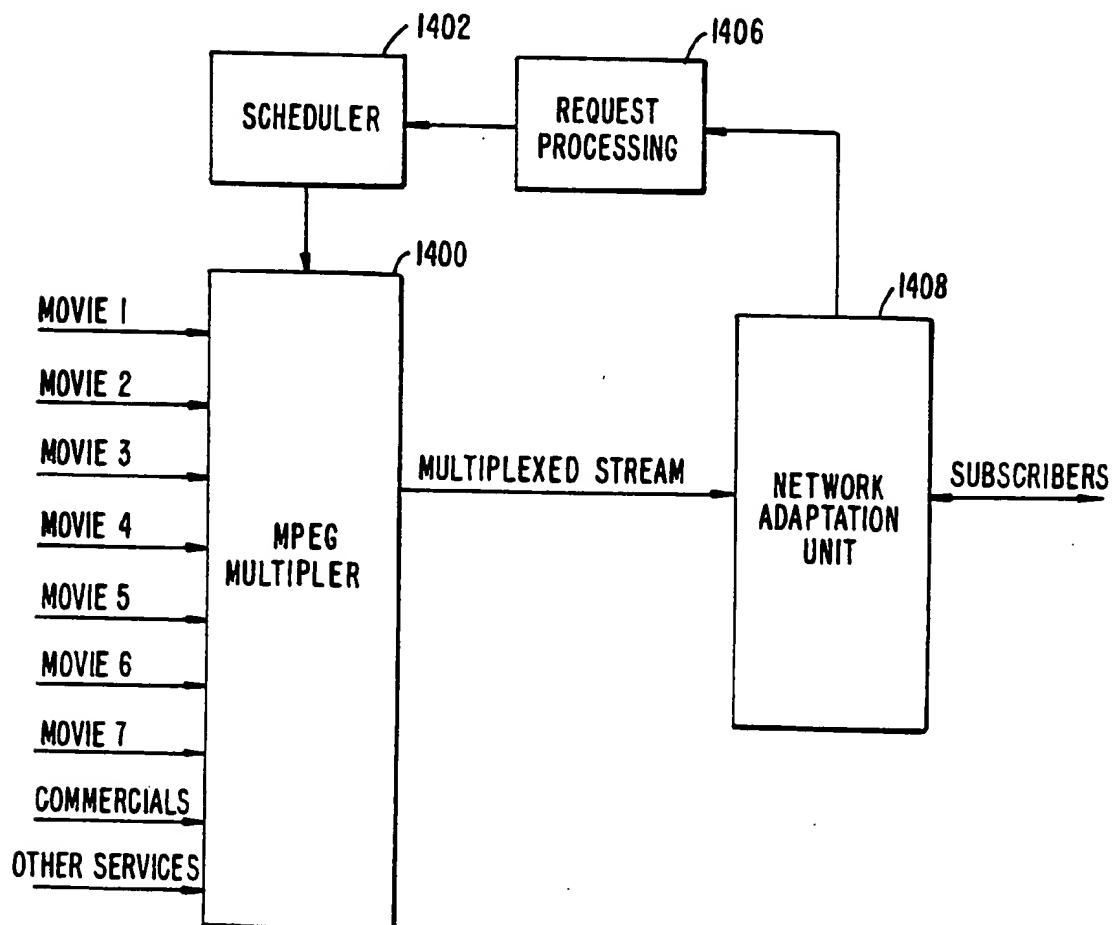 1402
SCHEDULER
1406
REQUEST
PROCESSING
1400
MPEG
MULTIPLER
MOVIE 1
MOVIE 2
MOVIE 3
MOVIE 4
MOVIE 5
MOVIE 6
MOVIE 7
COMMERCIALS
OTHER SERVICES
MULTIPLEXED STREAM
1408
NETWORK
ADAPTATION
UNIT
SUBSCRIBERS